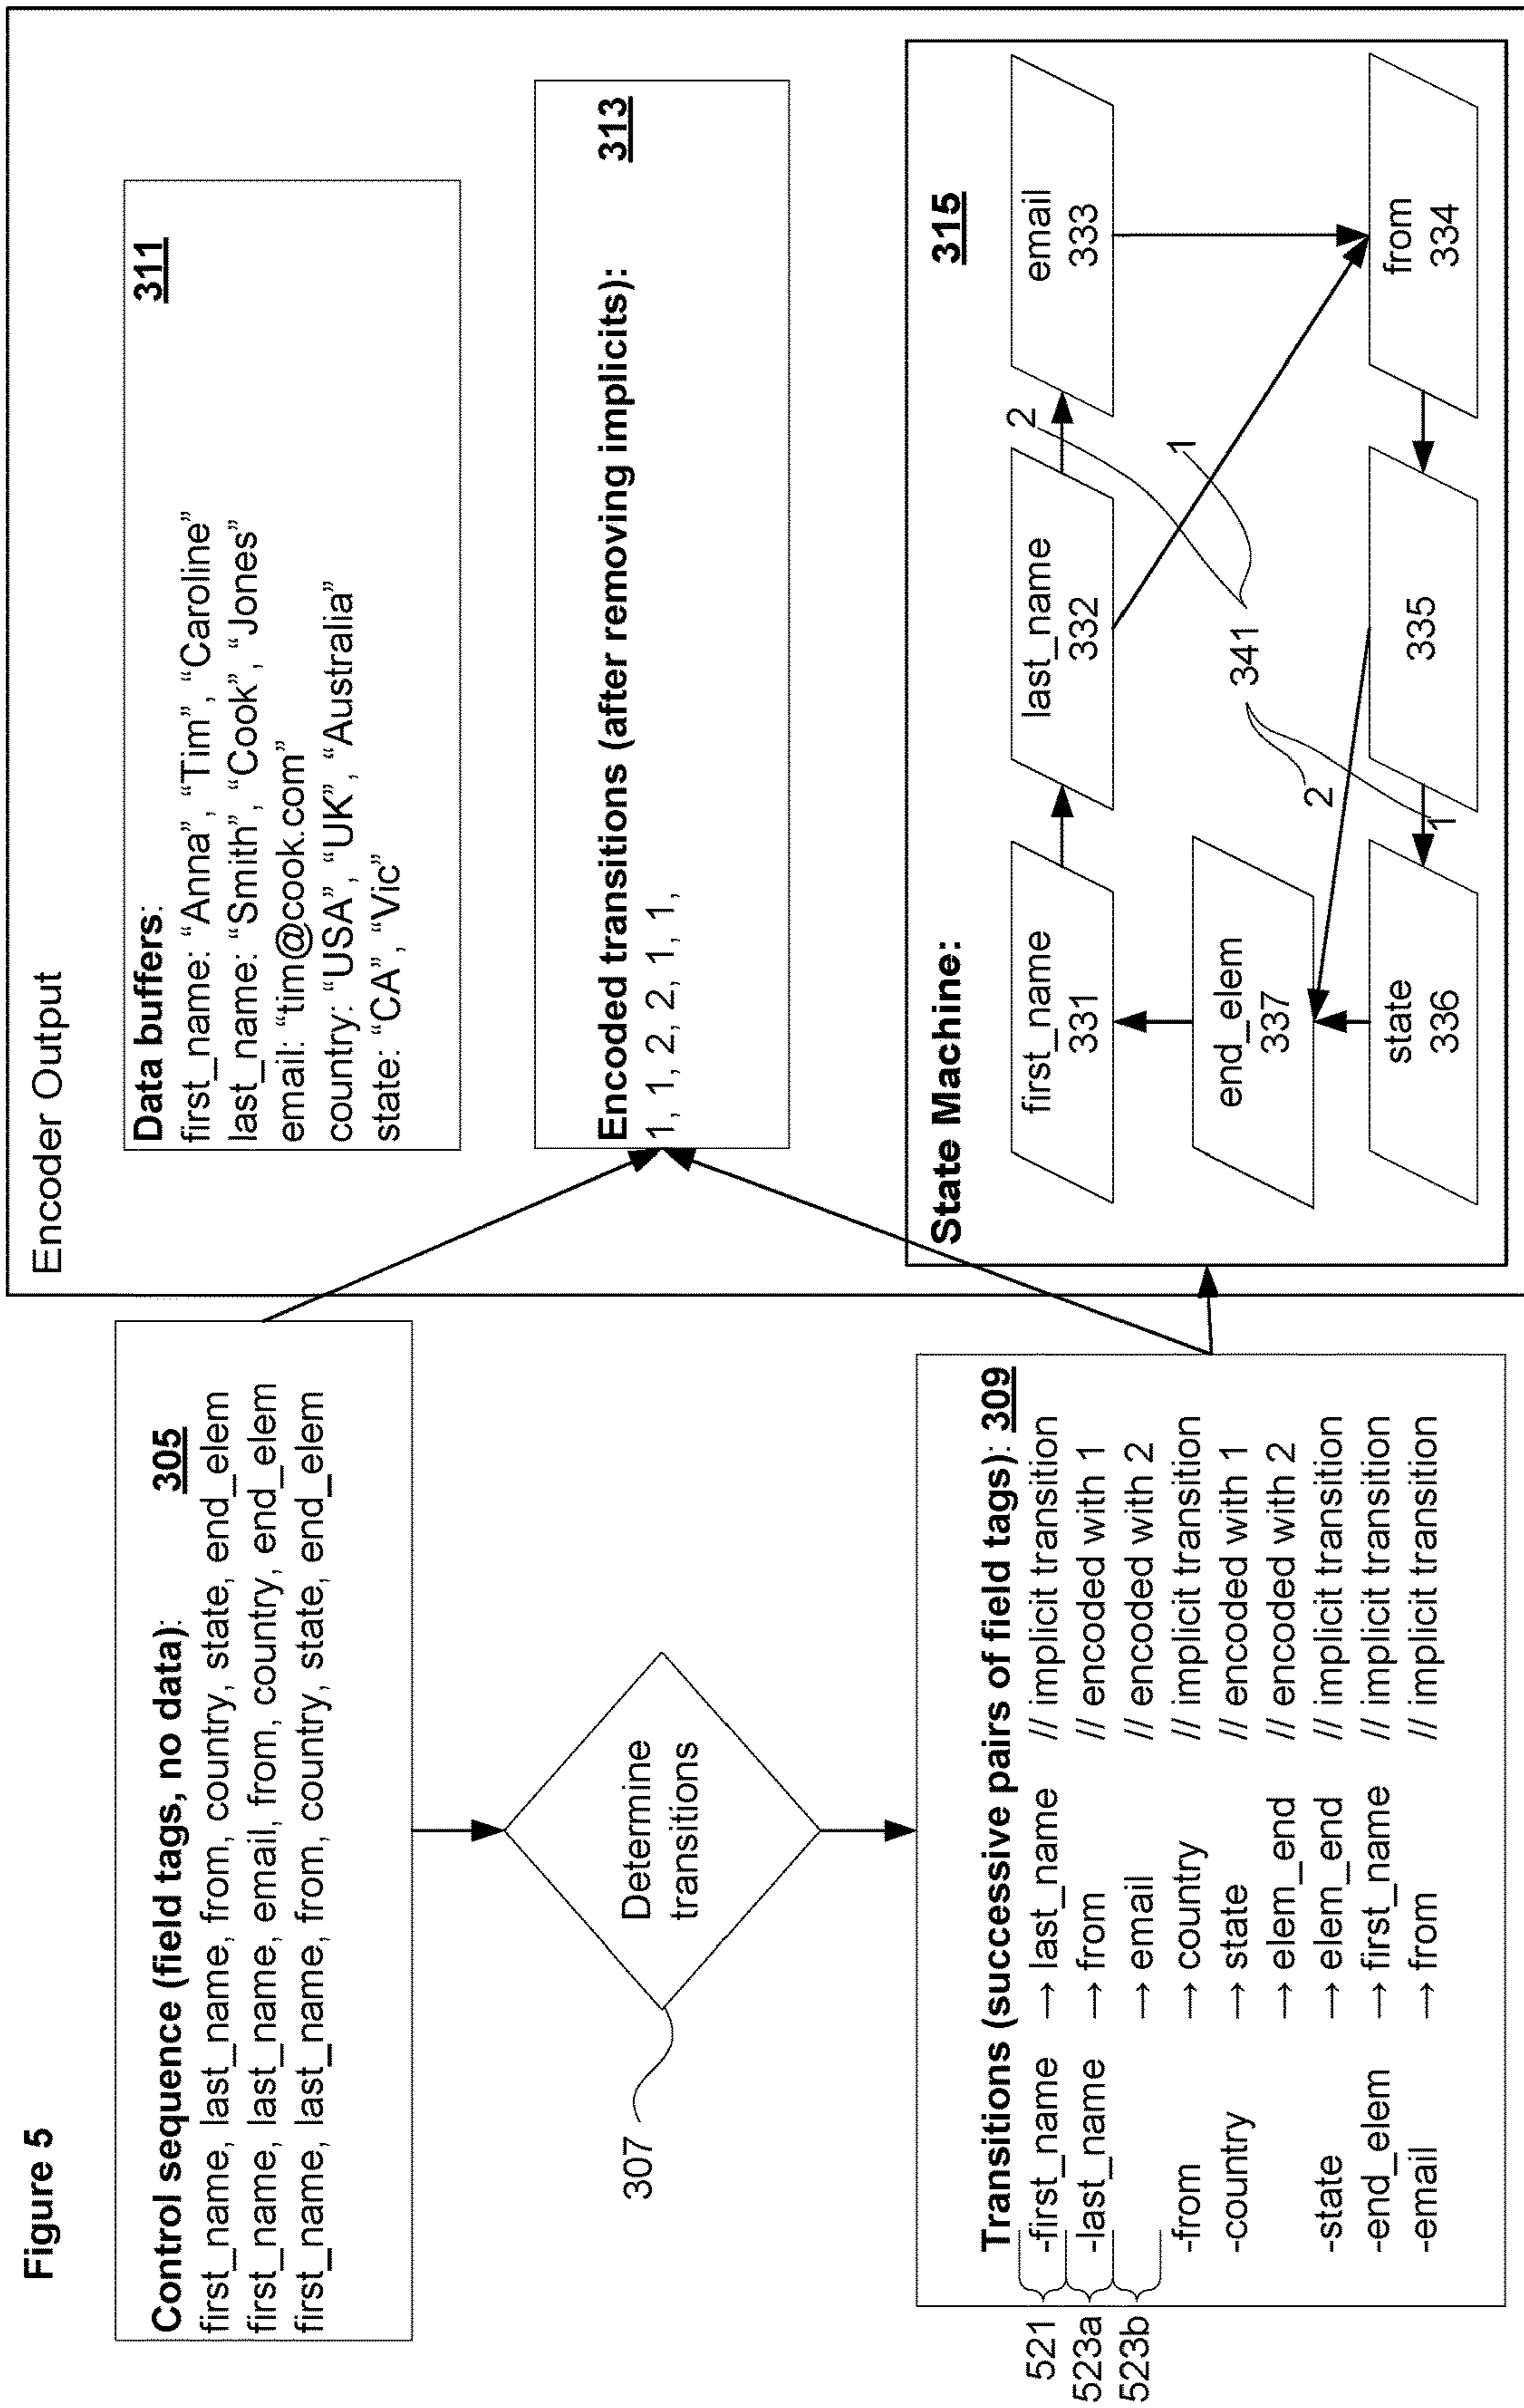 Figure 5
Control sequence (field tags, no data):
305
first_name, last_name, from, country, state, end_elem
first_name, last_name, email, from, country, end_elem
first_name, last_name, from, country, state, end_elem
307
Determine
transitions
Transitions (successive pairs of field tags): 309
521
-first_name → last_name // implicit transition
523a
-last_name → from // encoded with 1
523b
→ email // encoded with 2
-from → country // implicit transition
-country → state // encoded with 1
→ elem_end // encoded with 2
-state → elem_end // implicit transition
-end_elem → first_name // implicit transition
-email → from // implicit transition
Encoder Output
Data buffers:
311
first_name: “Anna”, “Tim”, “Caroline”
last_name: “Smith”, “Cook”, “Jones”
email: “tim@cook.com”
country: “USA”, “UK”, “Australia”
state: “CA”, “Vic”
313
Encoded transitions (after removing implicits):
1, 1, 2, 2, 1, 1,
State Machine:
315
first_name
331
last_name
332
2
email
333
1
341
end_elem
337
2
1
state
336
335
from
334